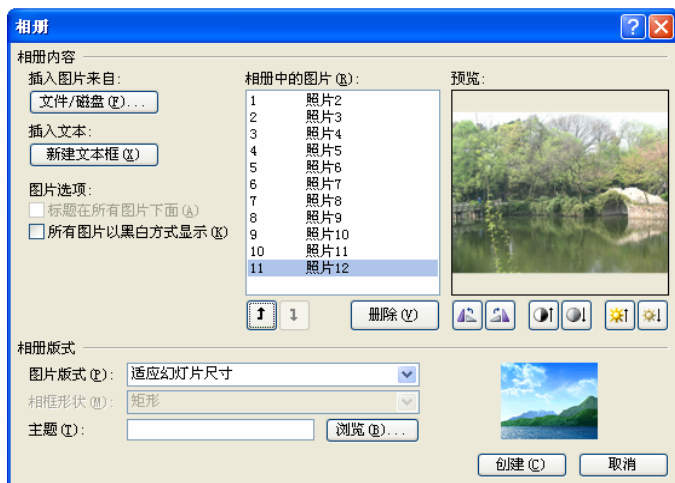 相册
相册内容
插入图片来自:
文件/磁盘(F)...
插入文本:
新建文本框(X)
图片选项:
标题在所有图片下面(A)
所有图片以黑白方式显示(K)
相册中的图片(R):
1 照片2
2 照片3
3 照片4
4 照片5
5 照片6
6 照片7
7 照片8
8 照片9
9 照片10
10 照片11
11 照片12
删除(V)
预览:
相册版式
图片版式(P): 适应幻灯片尺寸
相框形状(M): 矩形
主题(T): 浏览(B)...
创建(C) 取消